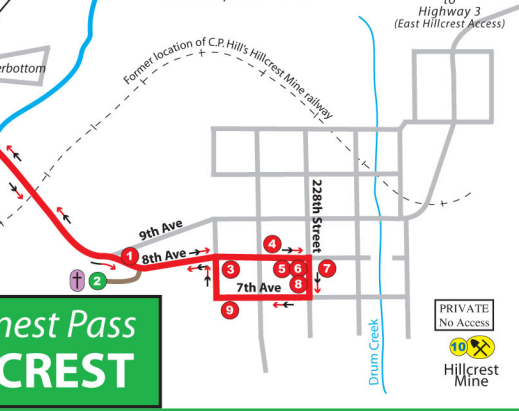 to
Highway 3
(East Hillcrest Access)
erbottom
Former location of C.P. Hill's Hillcrest Mine railway
228th Street
9th Ave
8th Ave
7th Ave
1
2
3
4
5
6
7
8
9
Drum Creek
PRIVATE
No Access
10
Hillcrest
Mine
nest Pass
CREST